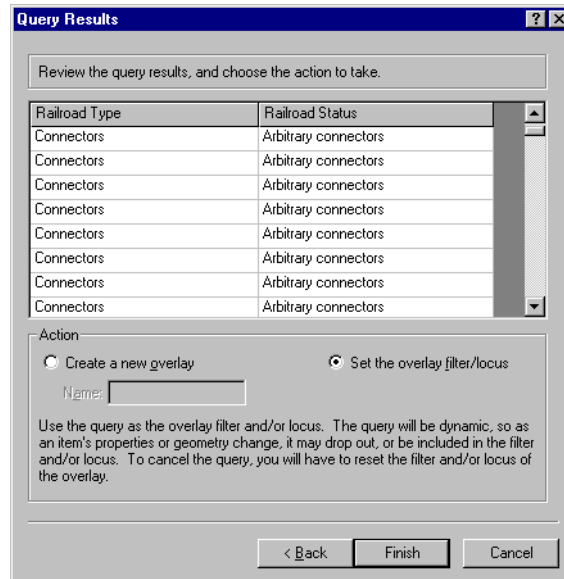 Query Results
Review the query results, and choose the action to take.
Railroad Type Railroad Status
Connectors Arbitrary connectors
Connectors Arbitrary connectors
Connectors Arbitrary connectors
Connectors Arbitrary connectors
Connectors Arbitrary connectors
Connectors Arbitrary connectors
Connectors Arbitrary connectors
Connectors Arbitrary connectors
Action
Create a new overlay Set the overlay filter/locus
Name:
Use the query as the overlay filter and/or locus. The query will be dynamic, so as
an item's properties or geometry change, it may drop out, or be included in the filter
and/or locus. To cancel the query, you will have to reset the filter and/or locus of
the overlay.
< Back Finish Cancel